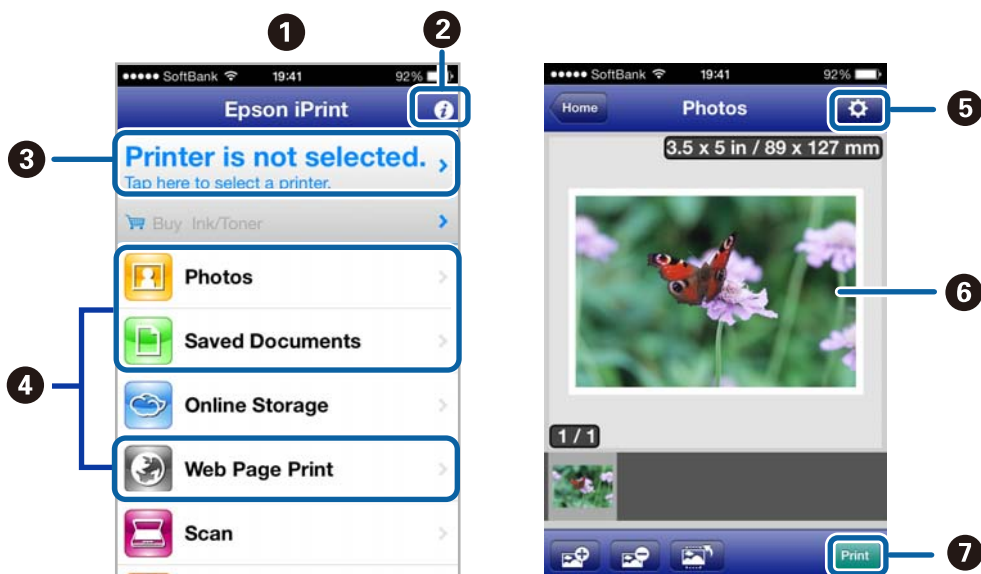 1
2
SoftBank 19:41 92%
Epson iPrint
3
Printer is not selected.
Tap here to select a printer.
Buy Ink/Toner
Photos
Saved Documents
4
Online Storage
Web Page Print
Scan
SoftBank 19:41 92%
Home Photos
5
3.5 x 5 in / 89 x 127 mm
6
1 / 1
Print
7